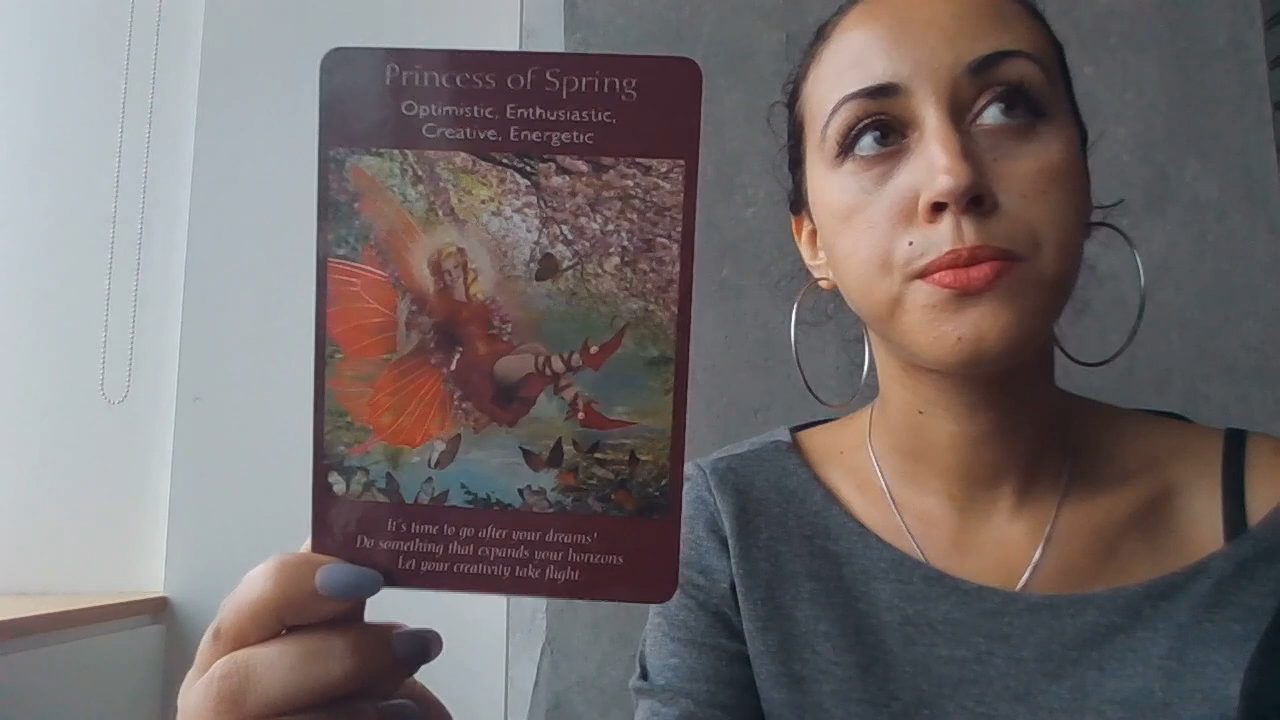 Princess of Spring
Optimistic, Enthusiastic,
Creative, Energetic
It's time to go after your dreams!
Do something that expands your horizons
Let your creativity take flight